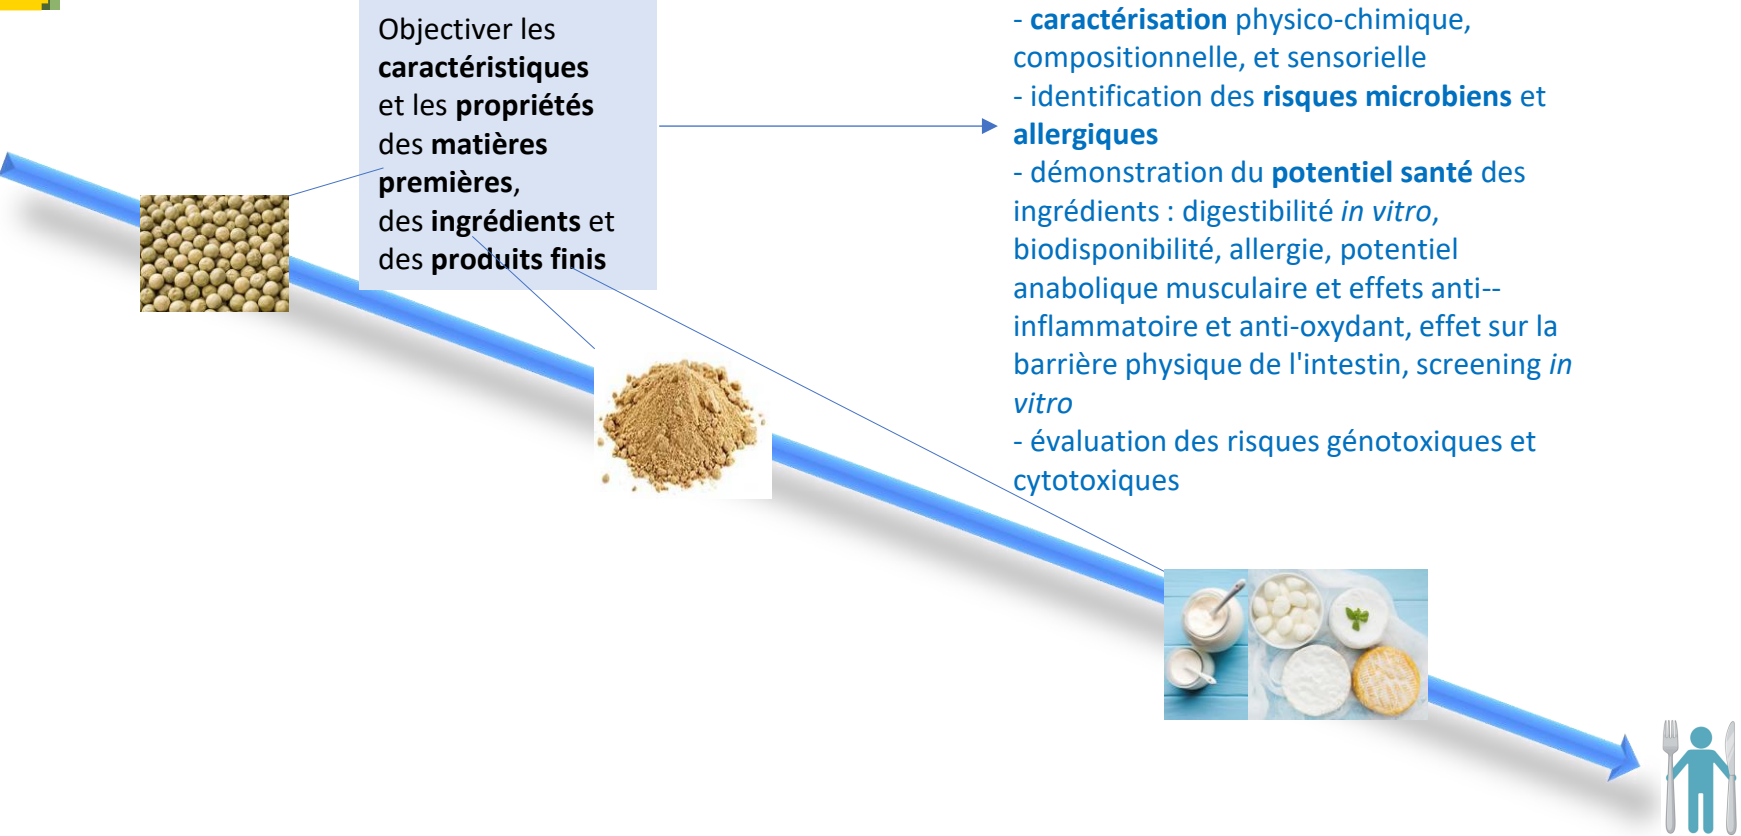 Objectiver les
caractéristiques
et les propriétés
des matières
premières,
des ingrédients et
des produits finis
- caractérisation physico-chimique,
compositionnelle, et sensorielle
- identification des risques microbiens et
allergiques
- démonstration du potentiel santé des
ingrédients : digestibilité in vitro,
biodisponibilité, allergie, potentiel
anabolique musculaire et effets anti--
inflammatoire et anti-oxydant, effet sur la
barrière physique de l'intestin, screening in
vitro
- évaluation des risques génotoxiques et
cytotoxiques